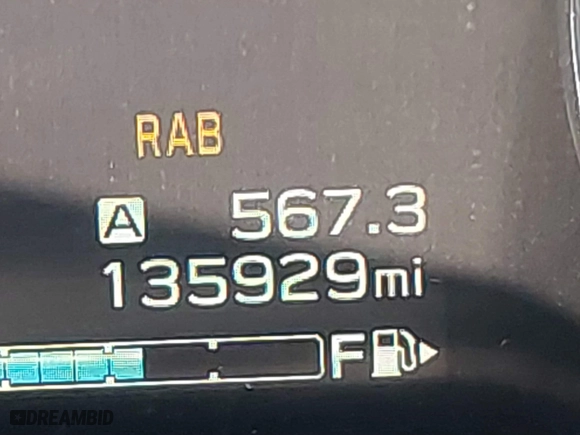 RAB
A 567.3
135929mi
F
DREAMBID